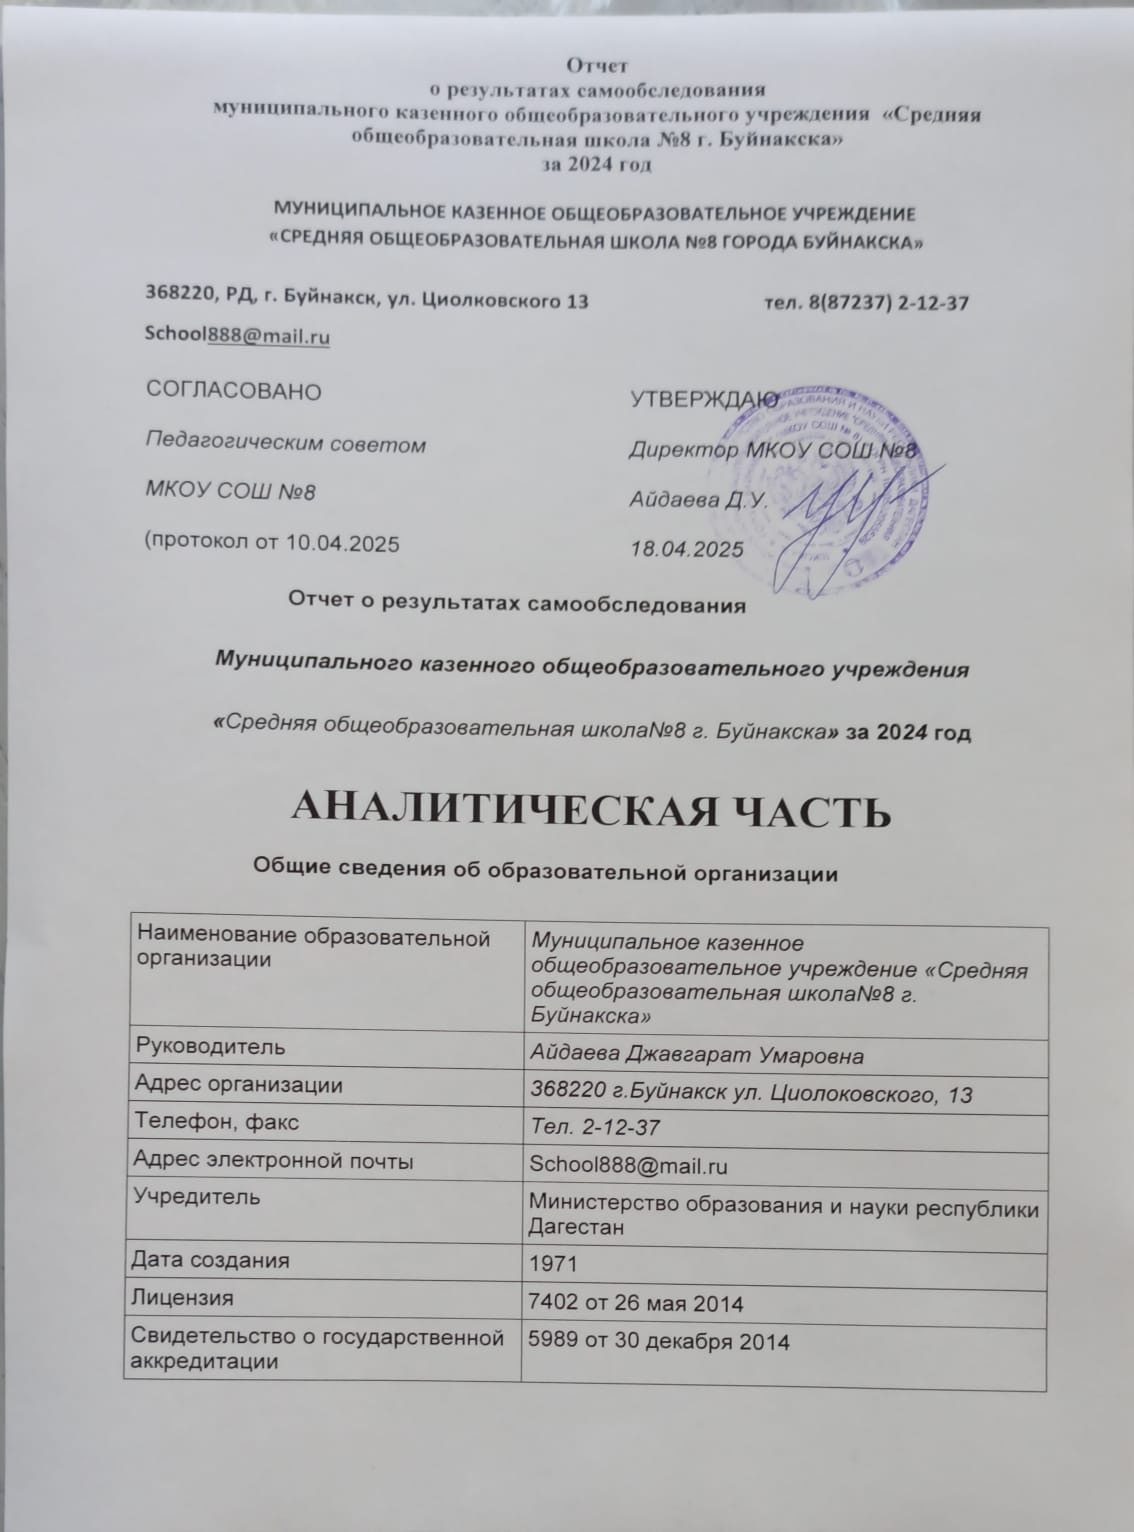 Отчет
о результатах самообследования
муниципального казенного общеобразовательного учреждения «Средняя
общеобразовательная школа №8 г. Буйнакска»
за 2024 год
МУНИЦИПАЛЬНОЕ КАЗЕННОЕ ОБЩЕОБРАЗОВАТЕЛЬНОЕ УЧРЕЖДЕНИЕ
«СРЕДНЯЯ ОБЩЕОБРАЗОВАТЕЛЬНАЯ ШКОЛА №8 ГОРОДА БУЙНАКСКА»
368220, РД, г. Буйнакск, ул. Циолковского 13 тел. 8(87237) 2-12-37
School888@mail.ru
СОГЛАСОВАНО УТВЕРЖДАЮ
Педагогическим советом Директор МКОУ СОШ №8
МКОУ СОШ №8 Айдаева Д.У.
(протокол от 10.04.2025 18.04.2025
Отчет о результатах самообследования
Муниципального казенного общеобразовательного учреждения
«Средняя общеобразовательная школа№8 г. Буйнакска» за 2024 год
АНАЛИТИЧЕСКАЯ ЧАСТЬ
Общие сведения об образовательной организации
Наименование образовательной
организации
Муниципальное казенное
общеобразовательное учреждение «Средняя
общеобразовательная школа№8 г.
Буйнакска»
Руководитель Айдаева Джавгарат Умаровна
Адрес организации 368220 г.Буйнакск ул. Циолоковского, 13
Телефон, факс Тел. 2-12-37
Адрес электронной почты School888@mail.ru
Учредитель Министерство образования и науки республики
Дагестан
Дата создания 1971
Лицензия 7402 от 26 мая 2014
Свидетельство о государственной 5989 от 30 декабря 2014
аккредитации